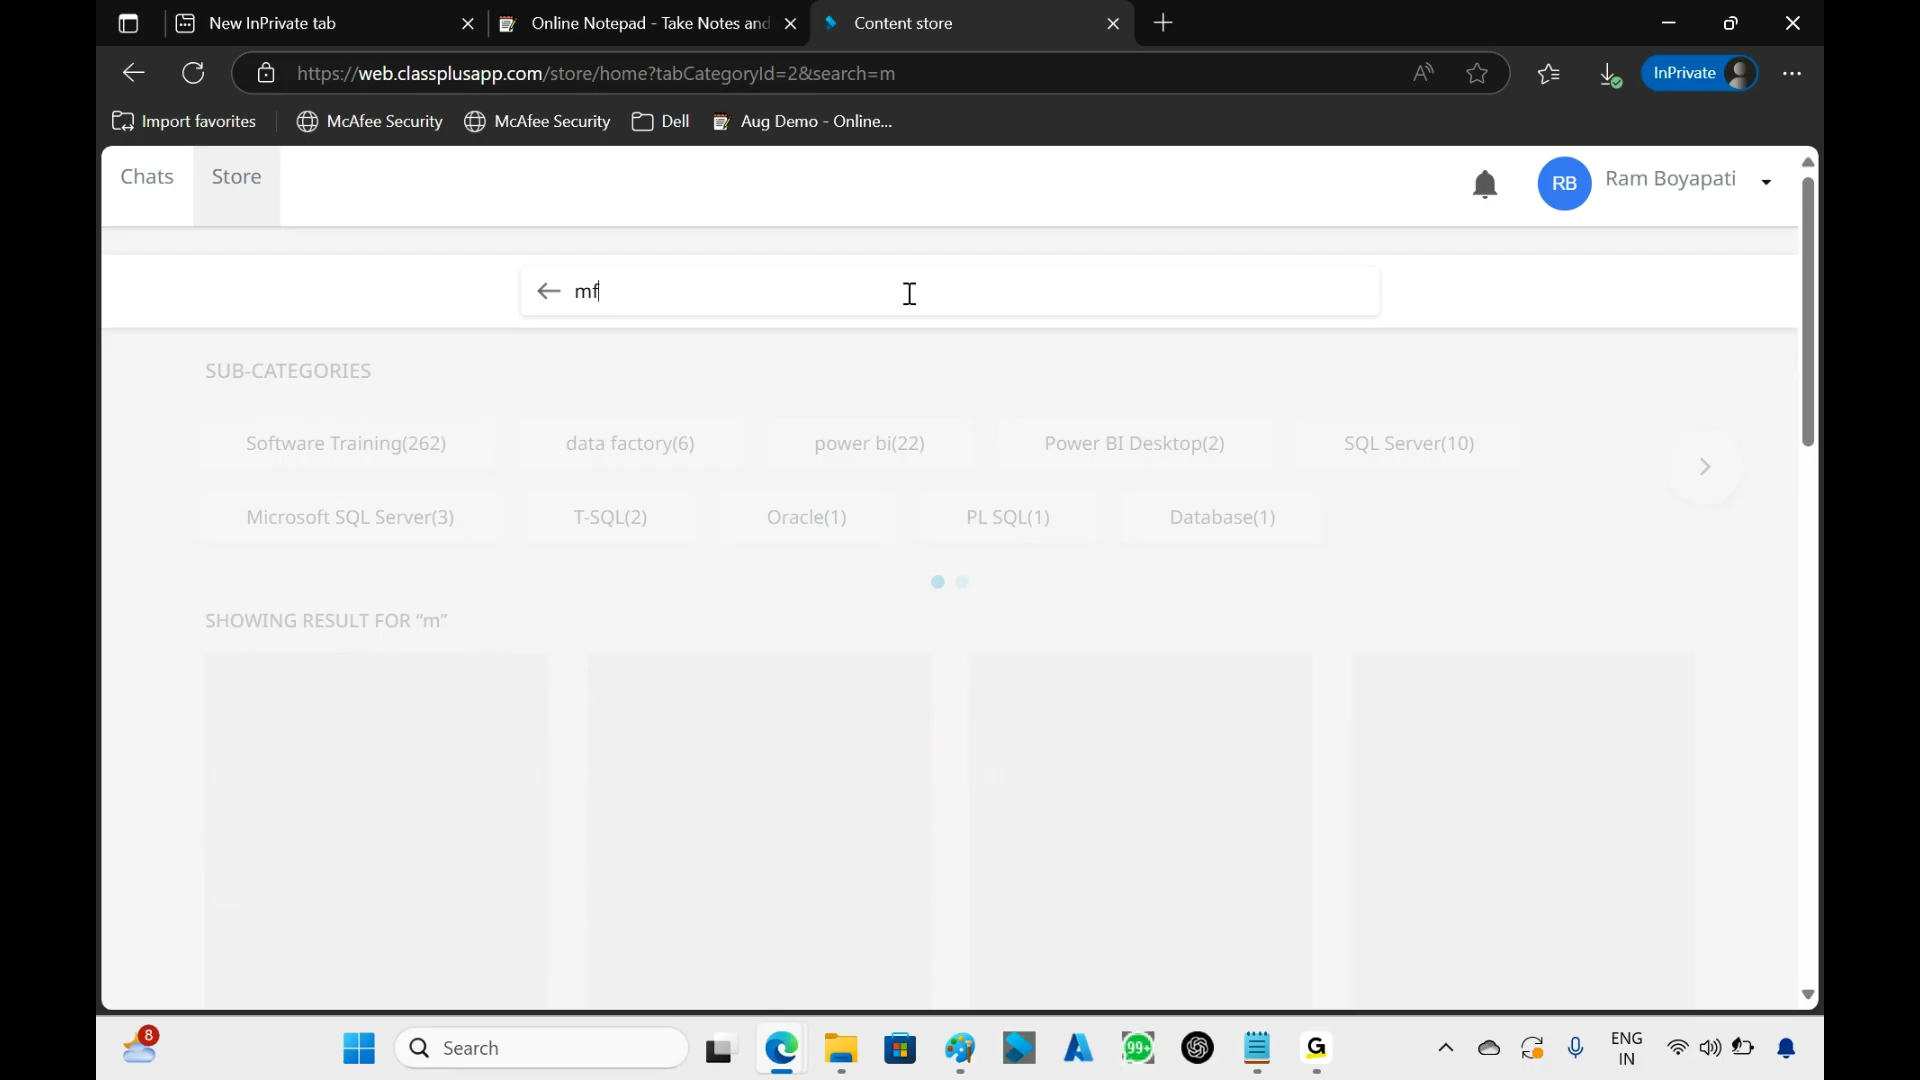 New InPrivate tab
Online Notepad - Take Notes and
Content store
https://web.classplusapp.com/store/home?tabCategoryId=2&search=m
InPrivate
Import favorites
McAfee Security
McAfee Security
Dell
Aug Demo - Online...
Chats
Store
RB
Ram Boyapati
mf
SUB-CATEGORIES
Software Training(262)
data factory(6)
power bi(22)
Power BI Desktop(2)
SQL Server(10)
Microsoft SQL Server(3)
T-SQL(2)
Oracle(1)
PL SQL(1)
Database(1)
SHOWING RESULT FOR “m”
8
Search
99+
G
ENG
IN